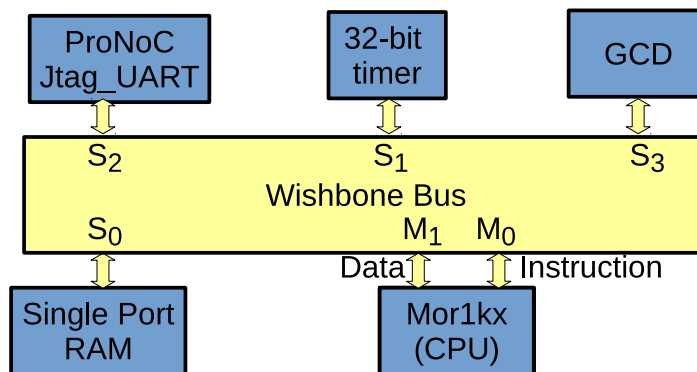 ProNoC
Jtag_UART
32-bit
timer
GCD
S2
S1
S3
Wishbone Bus
S0
M1
M0
Data
Instruction
Single Port
RAM
Mor1kx
(CPU)